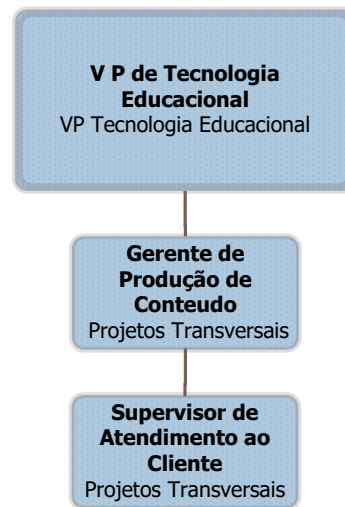 V P de Tecnologia
Educacional
VP Tecnologia Educacional
Gerente de
Produção de
Conteudo
Projetos Transversais
Supervisor de
Atendimento ao
Cliente
Projetos Transversais